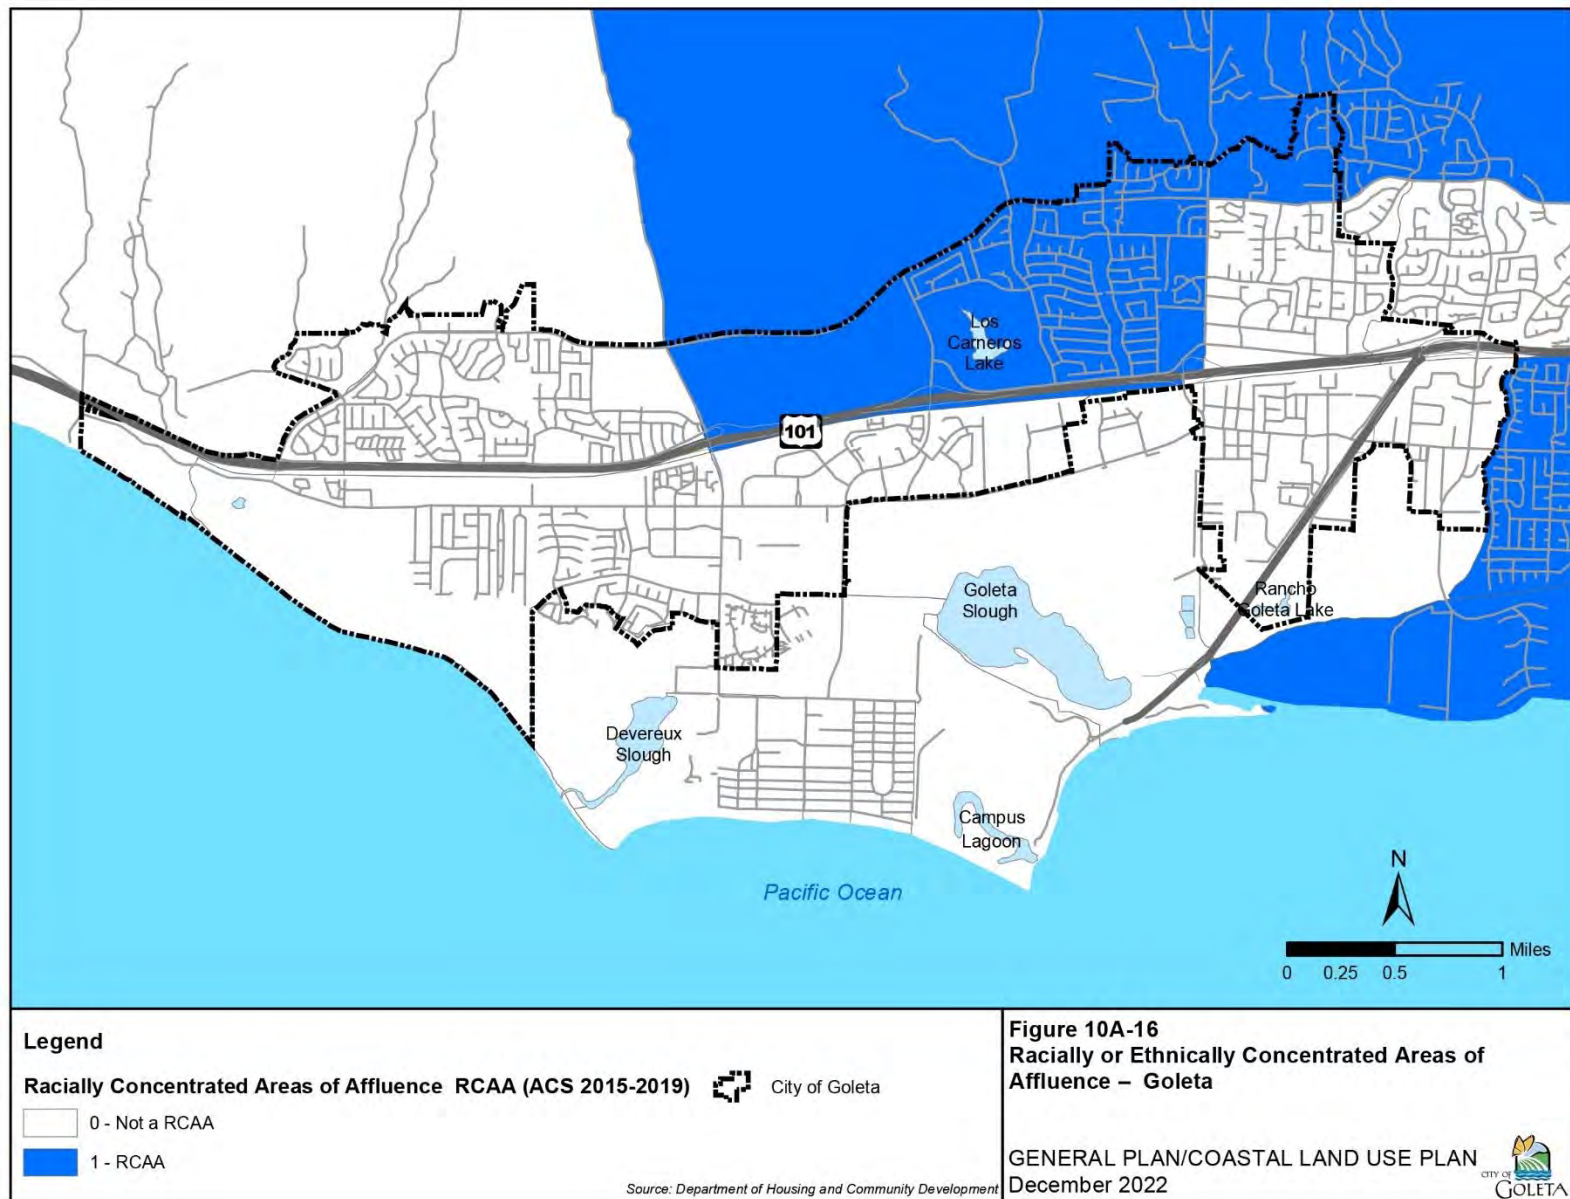 Los
Carneros
Lake
101
Goleta
Slough
Rancho
Goleta Lake
Devereux
Slough
Campus
Lagoon
Pacific Ocean
N
Miles
0 0.25 0.5 1
Legend
Racially Concentrated Areas of Affluence RCAA (ACS 2015-2019)
City of Goleta
0 - Not a RCAA
1 - RCAA
Source: Department of Housing and Community Development
Figure 10A-16
Racially or Ethnically Concentrated Areas of
Affluence – Goleta
GENERAL PLAN/COASTAL LAND USE PLAN
December 2022
CITY OF
GOLETA